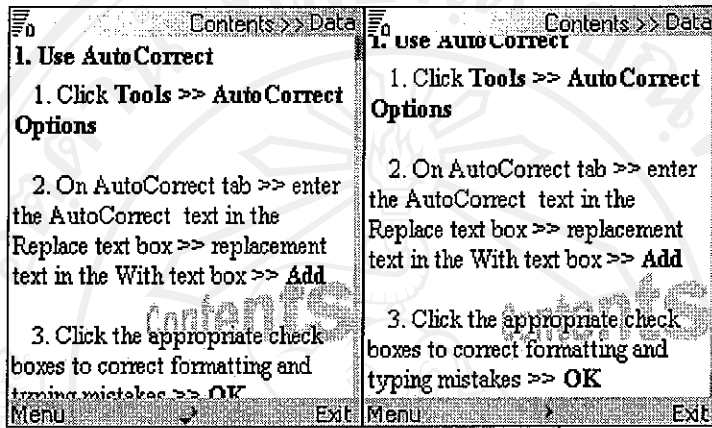 Contents >> Data
1. Use AutoCorrect
1. Click Tools >> AutoCorrect
Options
2. On AutoCorrect tab >> enter
the AutoCorrect text in the
Replace text box >> replacement
text in the With text box >> Add
3. Click the appropriate check
boxes to correct formatting and
typing mistakes >> OK
Contents
Menu
Exit
Contents >> Data
1. Use AutoCorrect
1. Click Tools >> AutoCorrect
Options
2. On AutoCorrect tab >> enter
the AutoCorrect text in the
Replace text box >> replacement
text in the With text box >> Add
3. Click the appropriate check
boxes to correct formatting and
typing mistakes >> OK
Menu
Exit